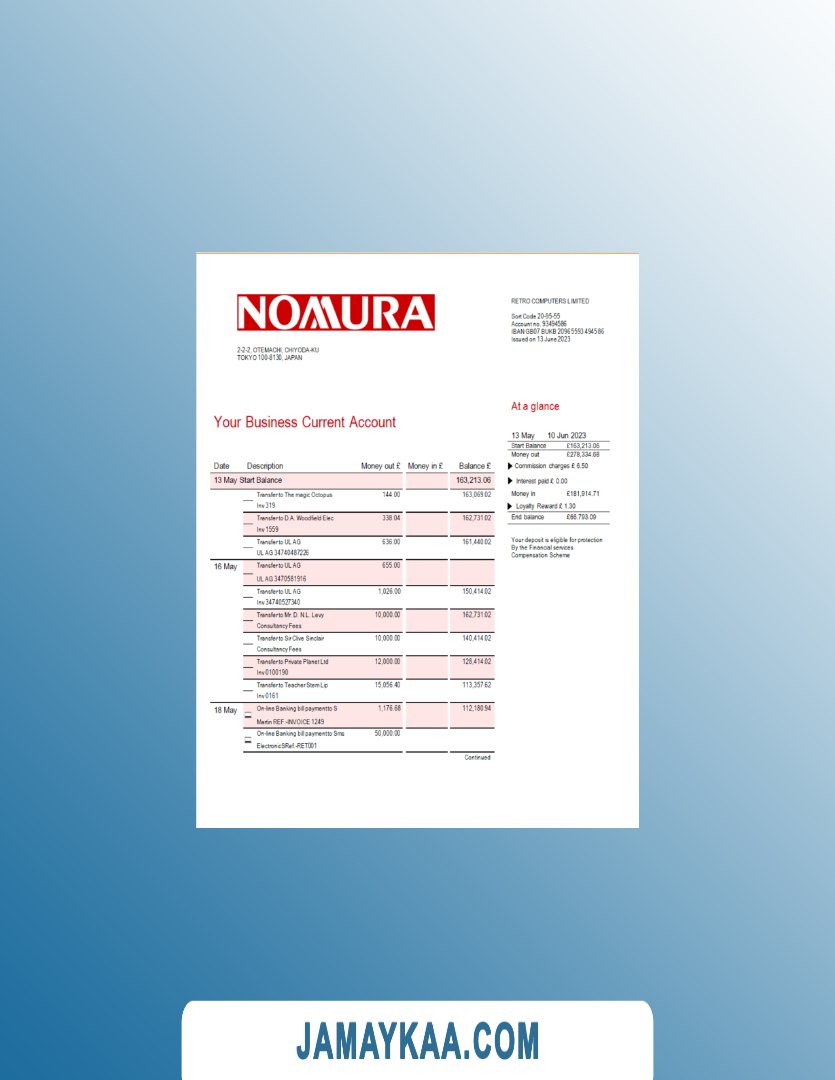 NOMURA
2-2-2, OTEMACHI, CHIYODA-KU
TOKYO 100-8130, JAPAN
RETRO COMPUTERS LIMITED
Sort Code 20-95-55
Account no. 93494586
IBAN GB07 BUKB 2096 5593 4945 86
Issued on 13 June 2023
At a glance
13 May 10 Jun 2023
Start Balance £163,213.06
Money out £278,334.68
Commission charges £ 6.50
Interest paid £ 0.00
Money in £181,914.71
Loyalty Reward £ 1.30
End balance £66.793.09
Your deposit is eligible for protection
By the Financial services
Compensation Scheme
Your Business Current Account
Date Description Money out £ Money in £ Balance £
13 May Start Balance 163,213.06
Transfer to The magic Octopus 144.00 163,069.02
Inv 319
Transfer to D.A. Woodfield Elec 338.04 162,731.02
Inv 1559
Transfer to UL AG 636.00 161,440.02
UL AG 34740487226
16 May Transfer to UL AG 655.00
UL AG 3470581916
Transfer to UL AG 1,026.00 150,414.02
Inv 34740527340
Transfer to Mr. D. N.L. Levy 10,000.00 162,731.02
Consultancy Fees
Transfer to Sir Clive Sinclair 10,000.00 140,414.02
Consultancy Fees
Transfer to Private Planet Ltd 12,000.00 128,414.02
Inv 0100190
Transfer to Teacher Stem Lip 15,056.40 113,357.62
Inv 0161
18 May On-line Banking bill payment to S 1,176.68 112,180.94
Martin REF.-INVOICE 1249
On-line Banking bill payment to Sms 50,000.00
Electronic SRef.-RET001
Continued
JAMAYKAA.COM